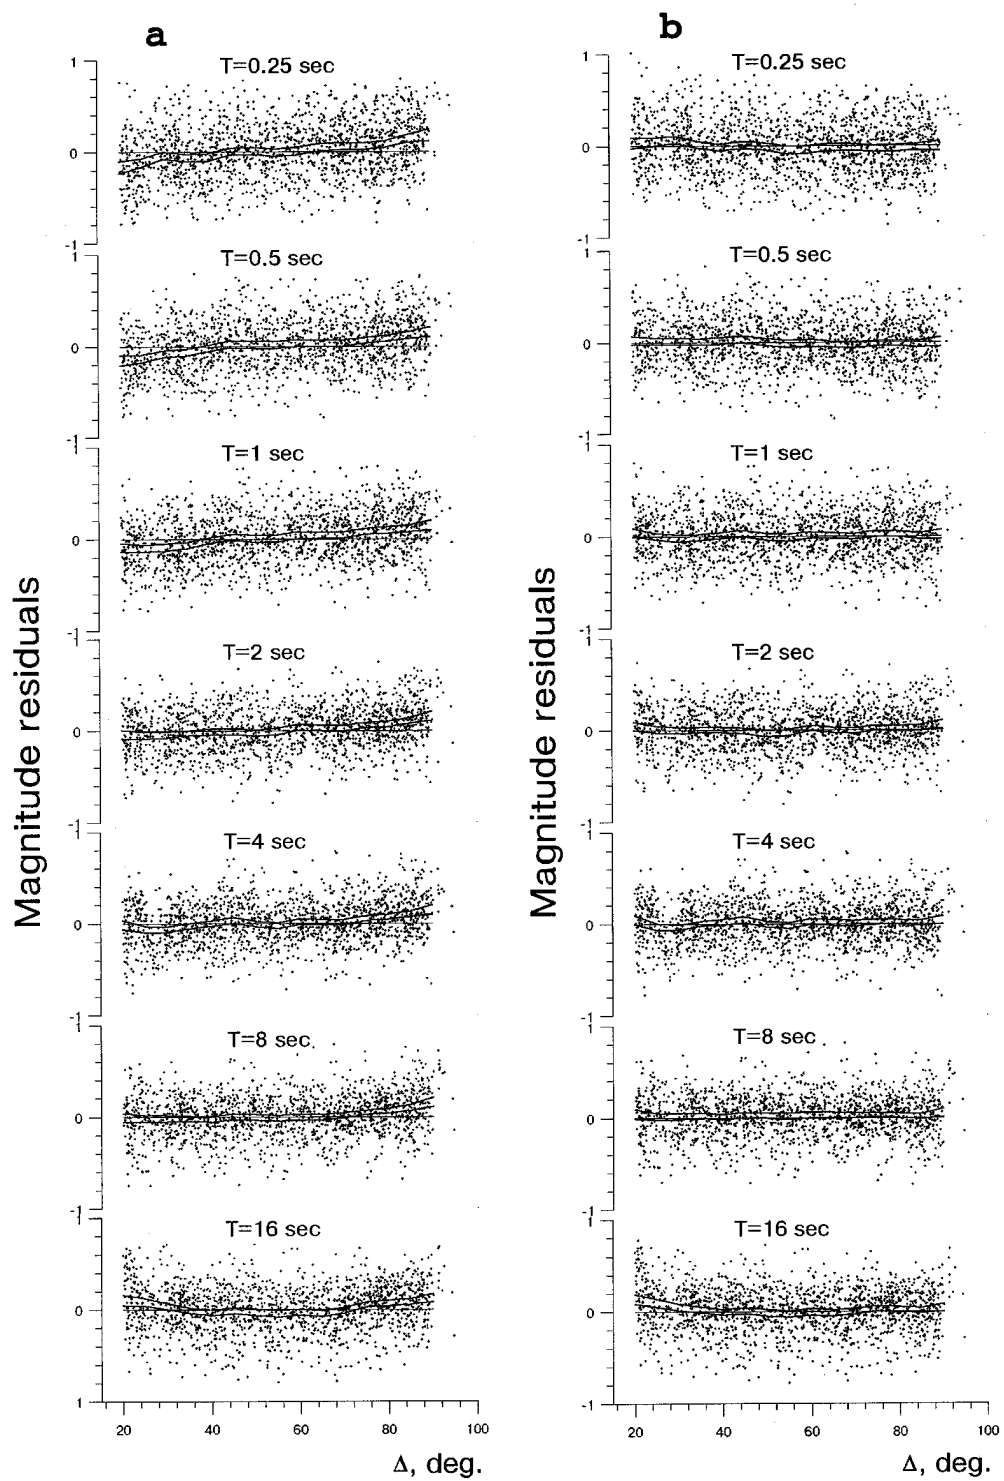 a
T=0.25 sec
1
0
-1
T=0.5 sec
1
0
-1
T=1 sec
1
0
-1
T=2 sec
1
0
-1
T=4 sec
1
0
-1
T=8 sec
1
0
-1
T=16 sec
1
0
1
20 40 60 80 100
Δ, deg.
Magnitude residuals
b
T=0.25 sec
1
0
-1
T=0.5 sec
1
0
-1
T=1 sec
1
0
-1
T=2 sec
1
0
-1
T=4 sec
1
0
-1
T=8 sec
1
0
-1
T=16 sec
1
0
-1
20 40 60 80 100
Δ, deg.
Magnitude residuals